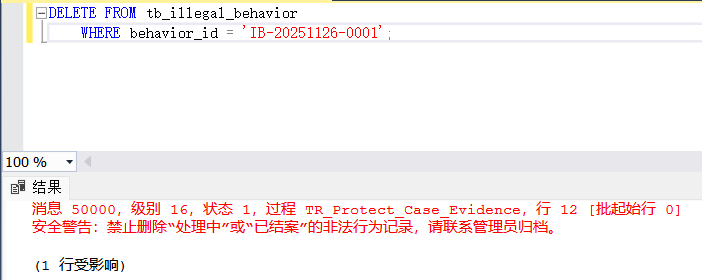 DELETE FROM tb_illegal_behavior
WHERE behavior_id = 'IB-20251126-0001';
100 %
结果
消息 50000，级别 16，状态 1，过程 TR_Protect_Case_Evidence，行 12 [批起始行 0]
安全警告：禁止删除“处理中”或“已结案”的非法行为记录，请联系管理员归档。
(1 行受影响)